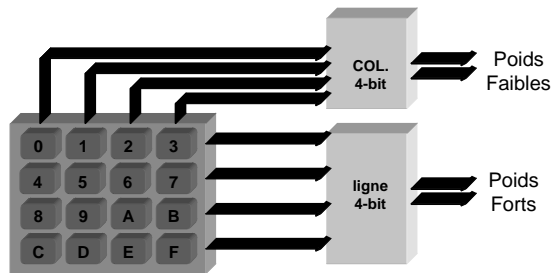 COL.
4-bit
Poids
Faibles
0 1 2 3
4 5 6 7
8 9 A B
C D E F
ligne
4-bit
Poids
Forts